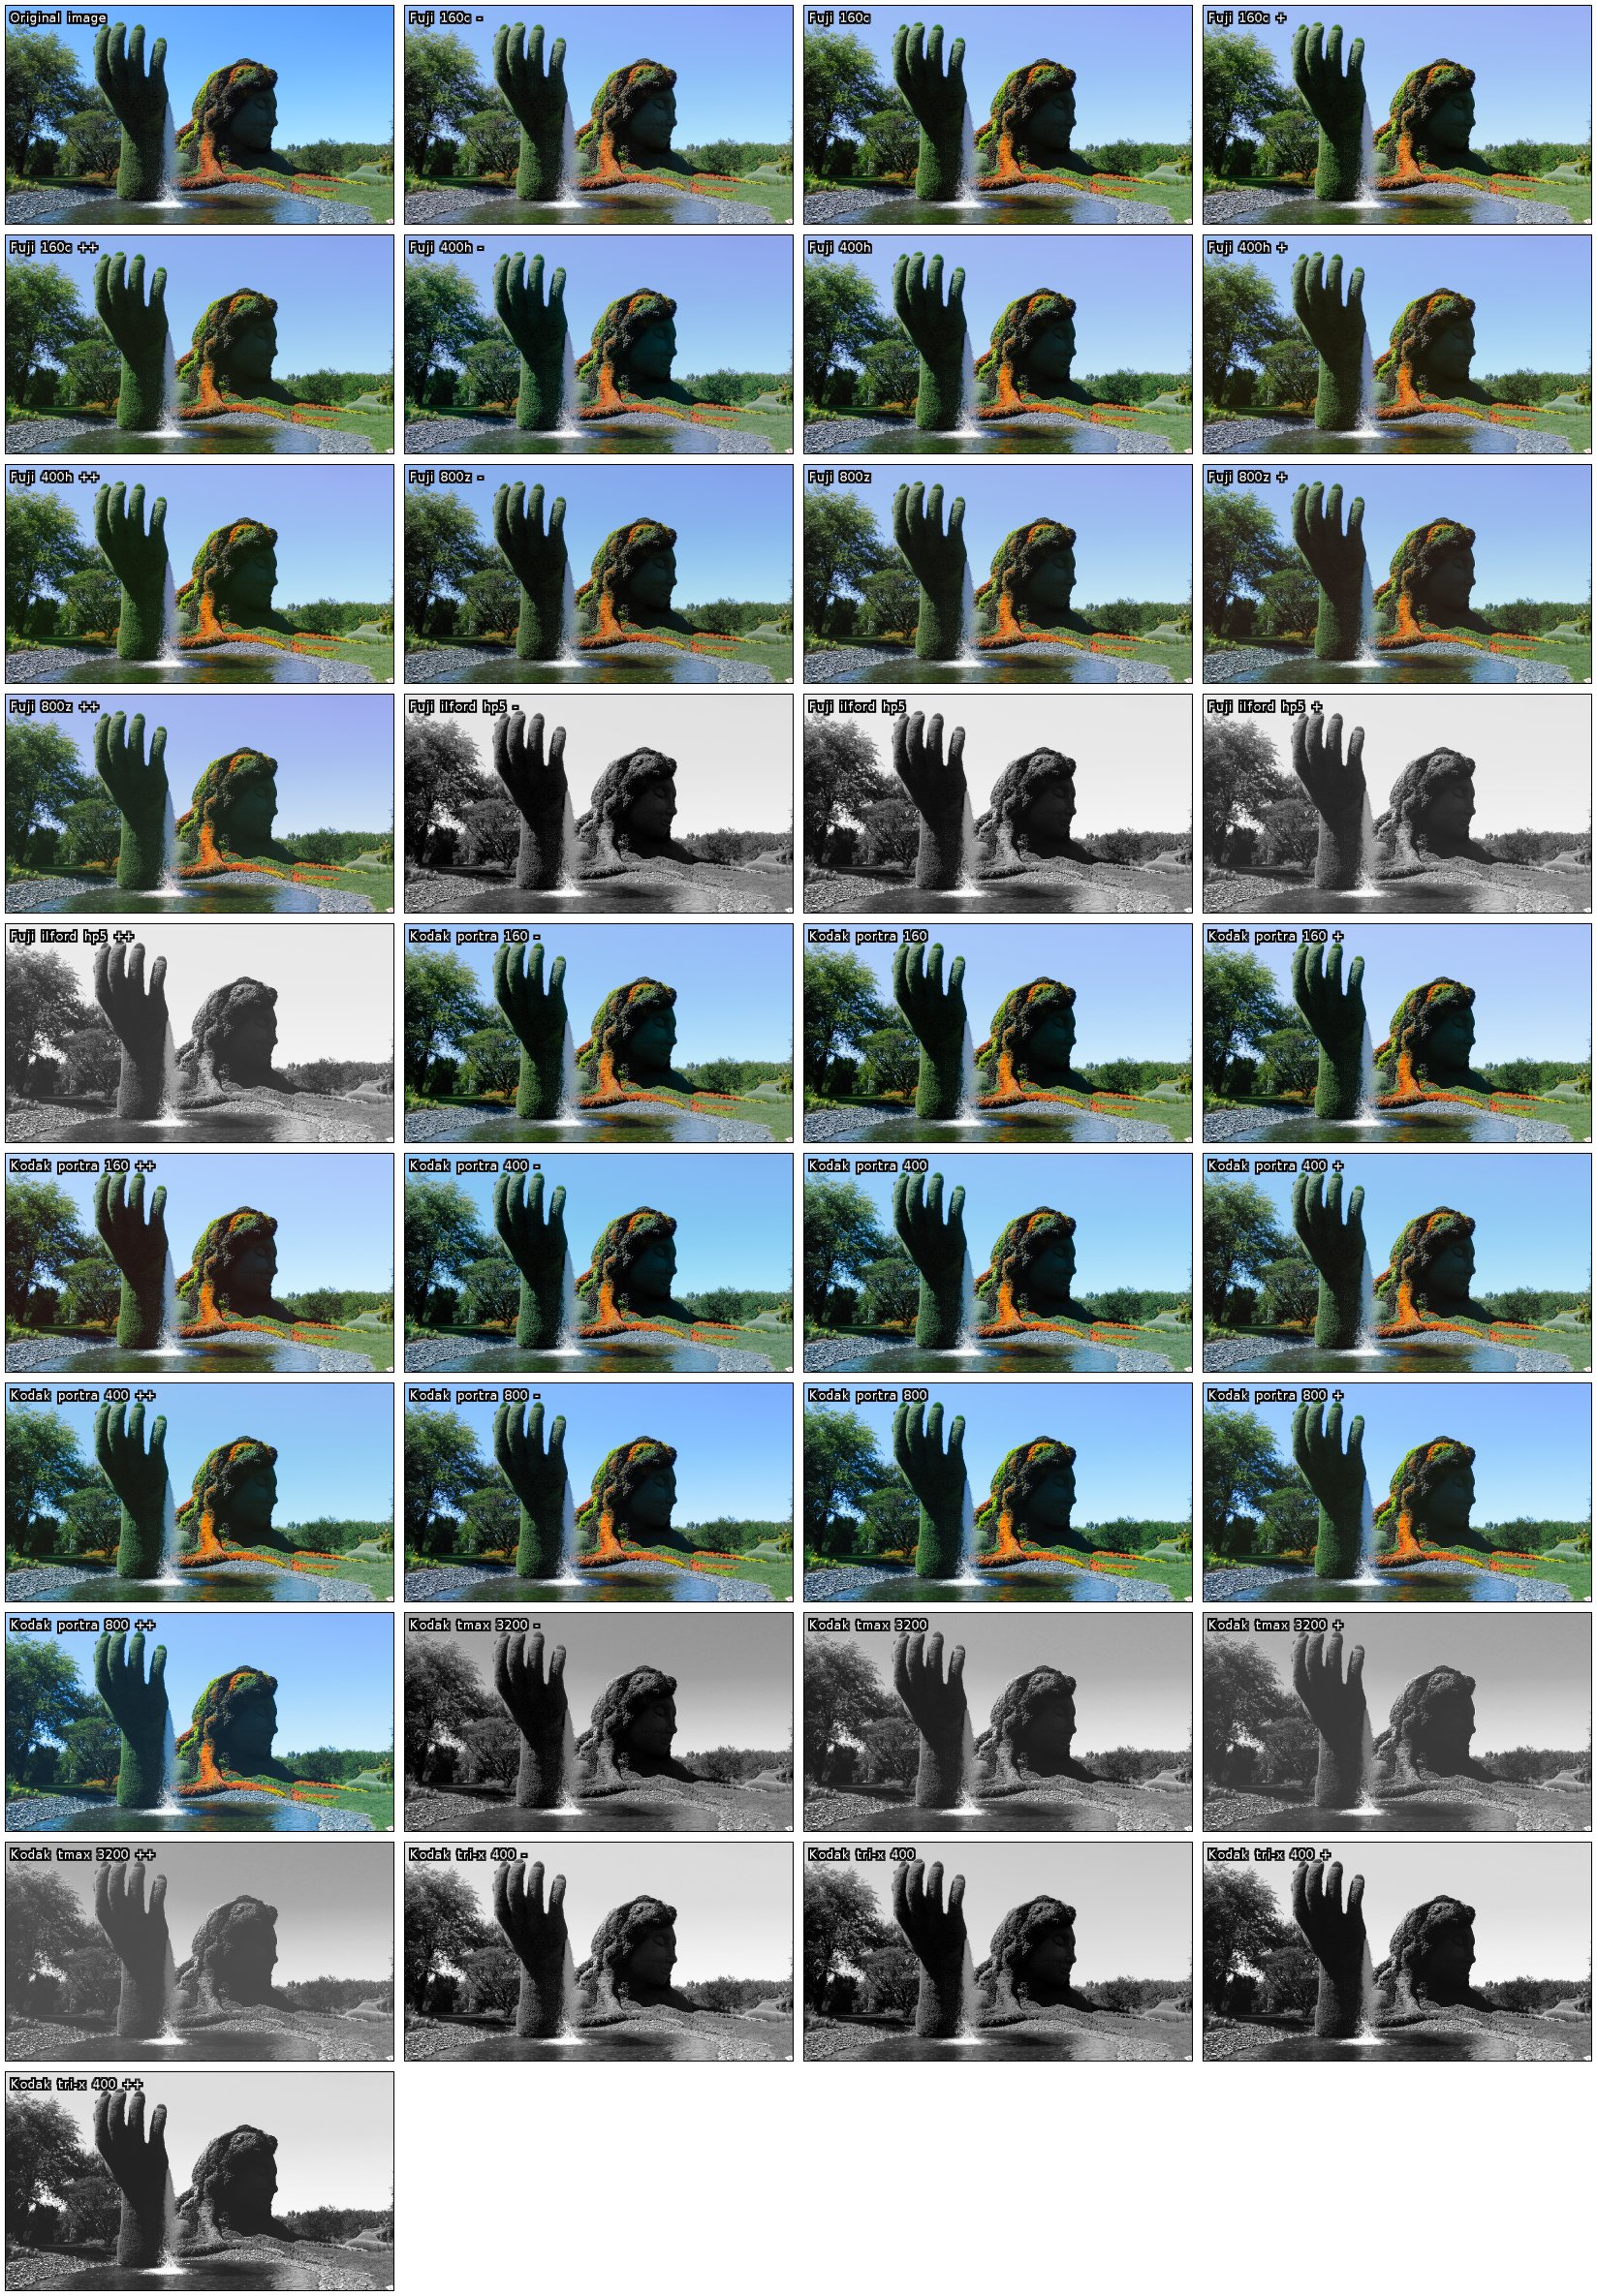 Original image
Fuji 160c -
Fuji 160c
Fuji 160c +
Fuji 160c ++
Fuji 400h -
Fuji 400h
Fuji 400h +
Fuji 400h ++
Fuji 800z -
Fuji 800z
Fuji 800z +
Fuji 800z ++
Fuji ilford hp5 -
Fuji ilford hp5
Fuji ilford hp5 +
Fuji ilford hp5 ++
Kodak portra 160 -
Kodak portra 160
Kodak portra 160 +
Kodak portra 160 ++
Kodak portra 400 -
Kodak portra 400
Kodak portra 400 +
Kodak portra 400 ++
Kodak portra 800 -
Kodak portra 800
Kodak portra 800 +
Kodak portra 800 ++
Kodak tmax 3200 -
Kodak tmax 3200
Kodak tmax 3200 +
Kodak tmax 3200 ++
Kodak tri-x 400 -
Kodak tri-x 400
Kodak tri-x 400 +
Kodak tri-x 400 ++